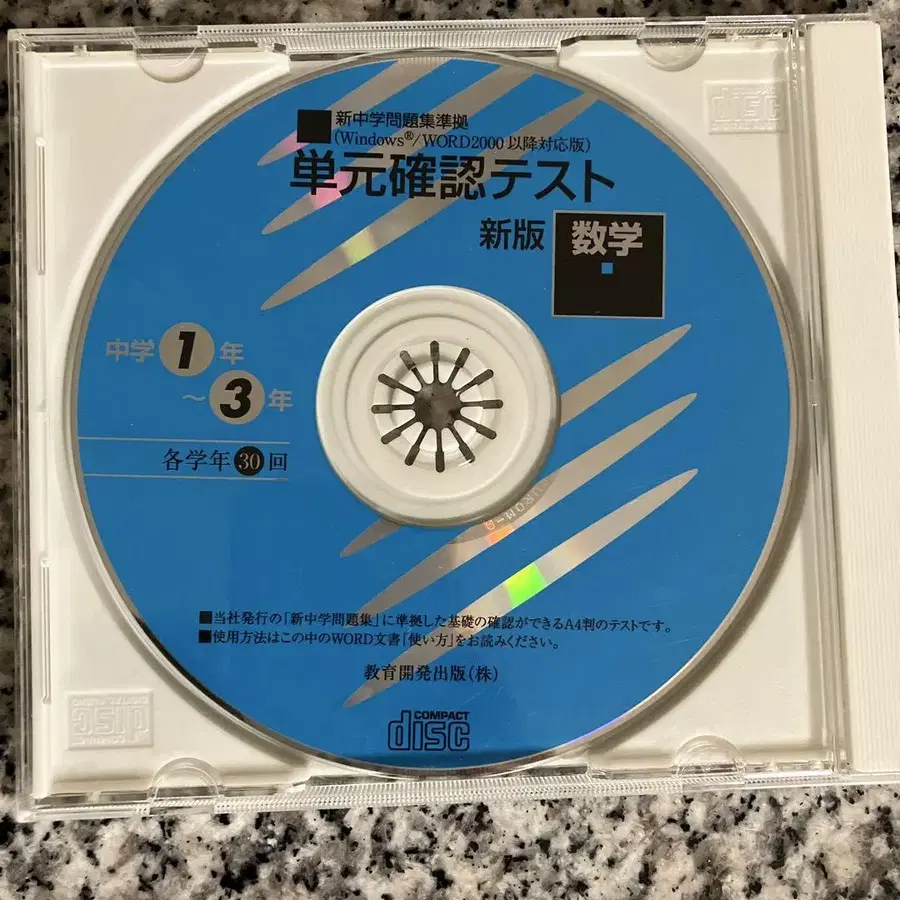 新中学問題集準拠
(Windows®/WORD2000以降対応版)
単元確認テスト
新版 数学
中学1年
～3年
各学年30回
■当社発行の「新中学問題集」に準拠した基礎の確認ができるA4判のテストです。
■使用方法はこの中のWORD文書「使い方」をお読みください。
教育開発出版(株)
COMPACT
disc